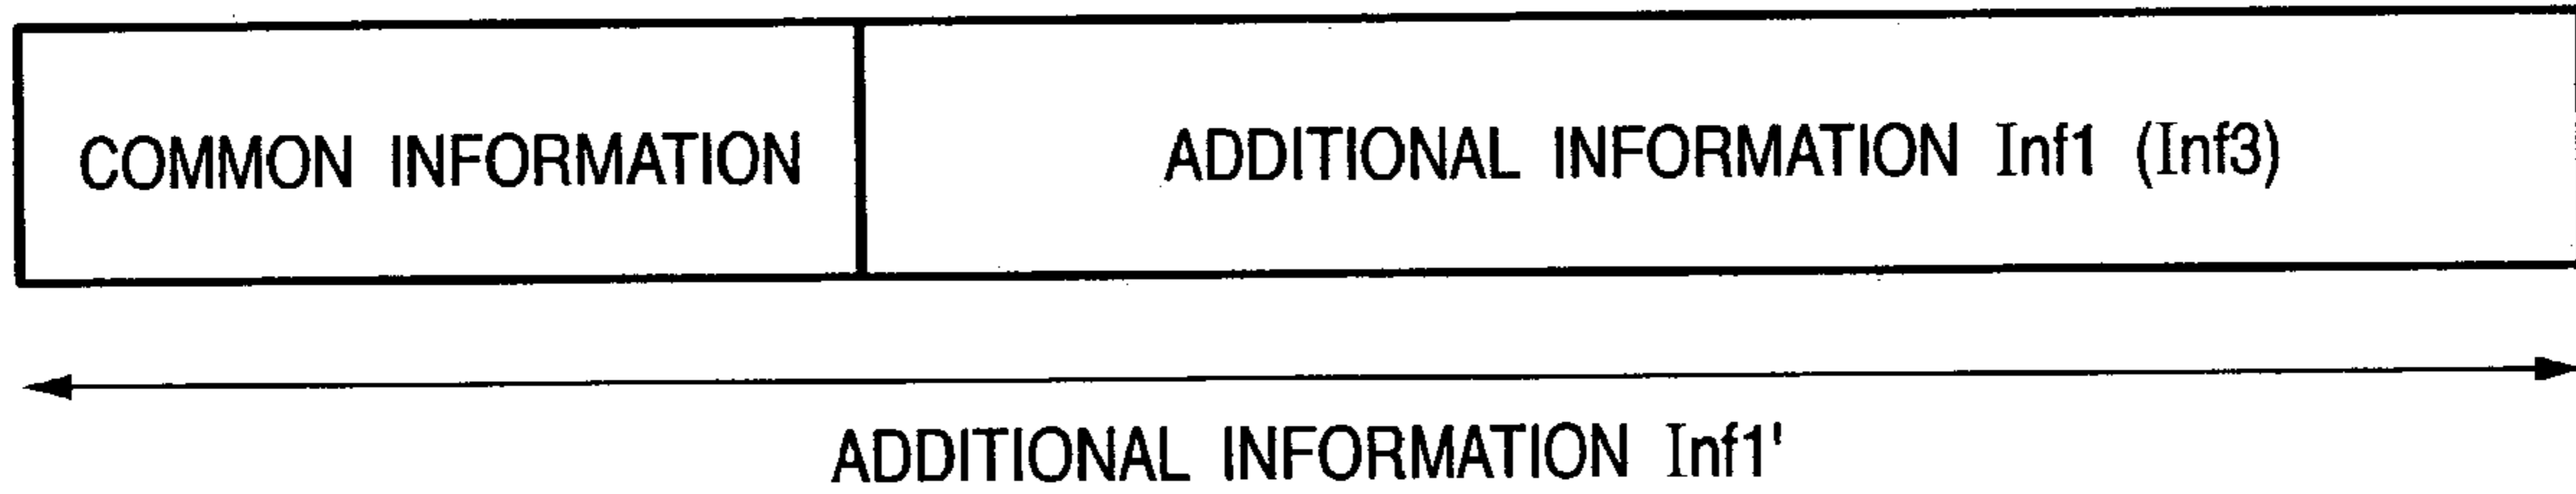 COMMON INFORMATION
ADDITIONAL INFORMATION Inf1 (Inf3)
ADDITIONAL INFORMATION Inf1'